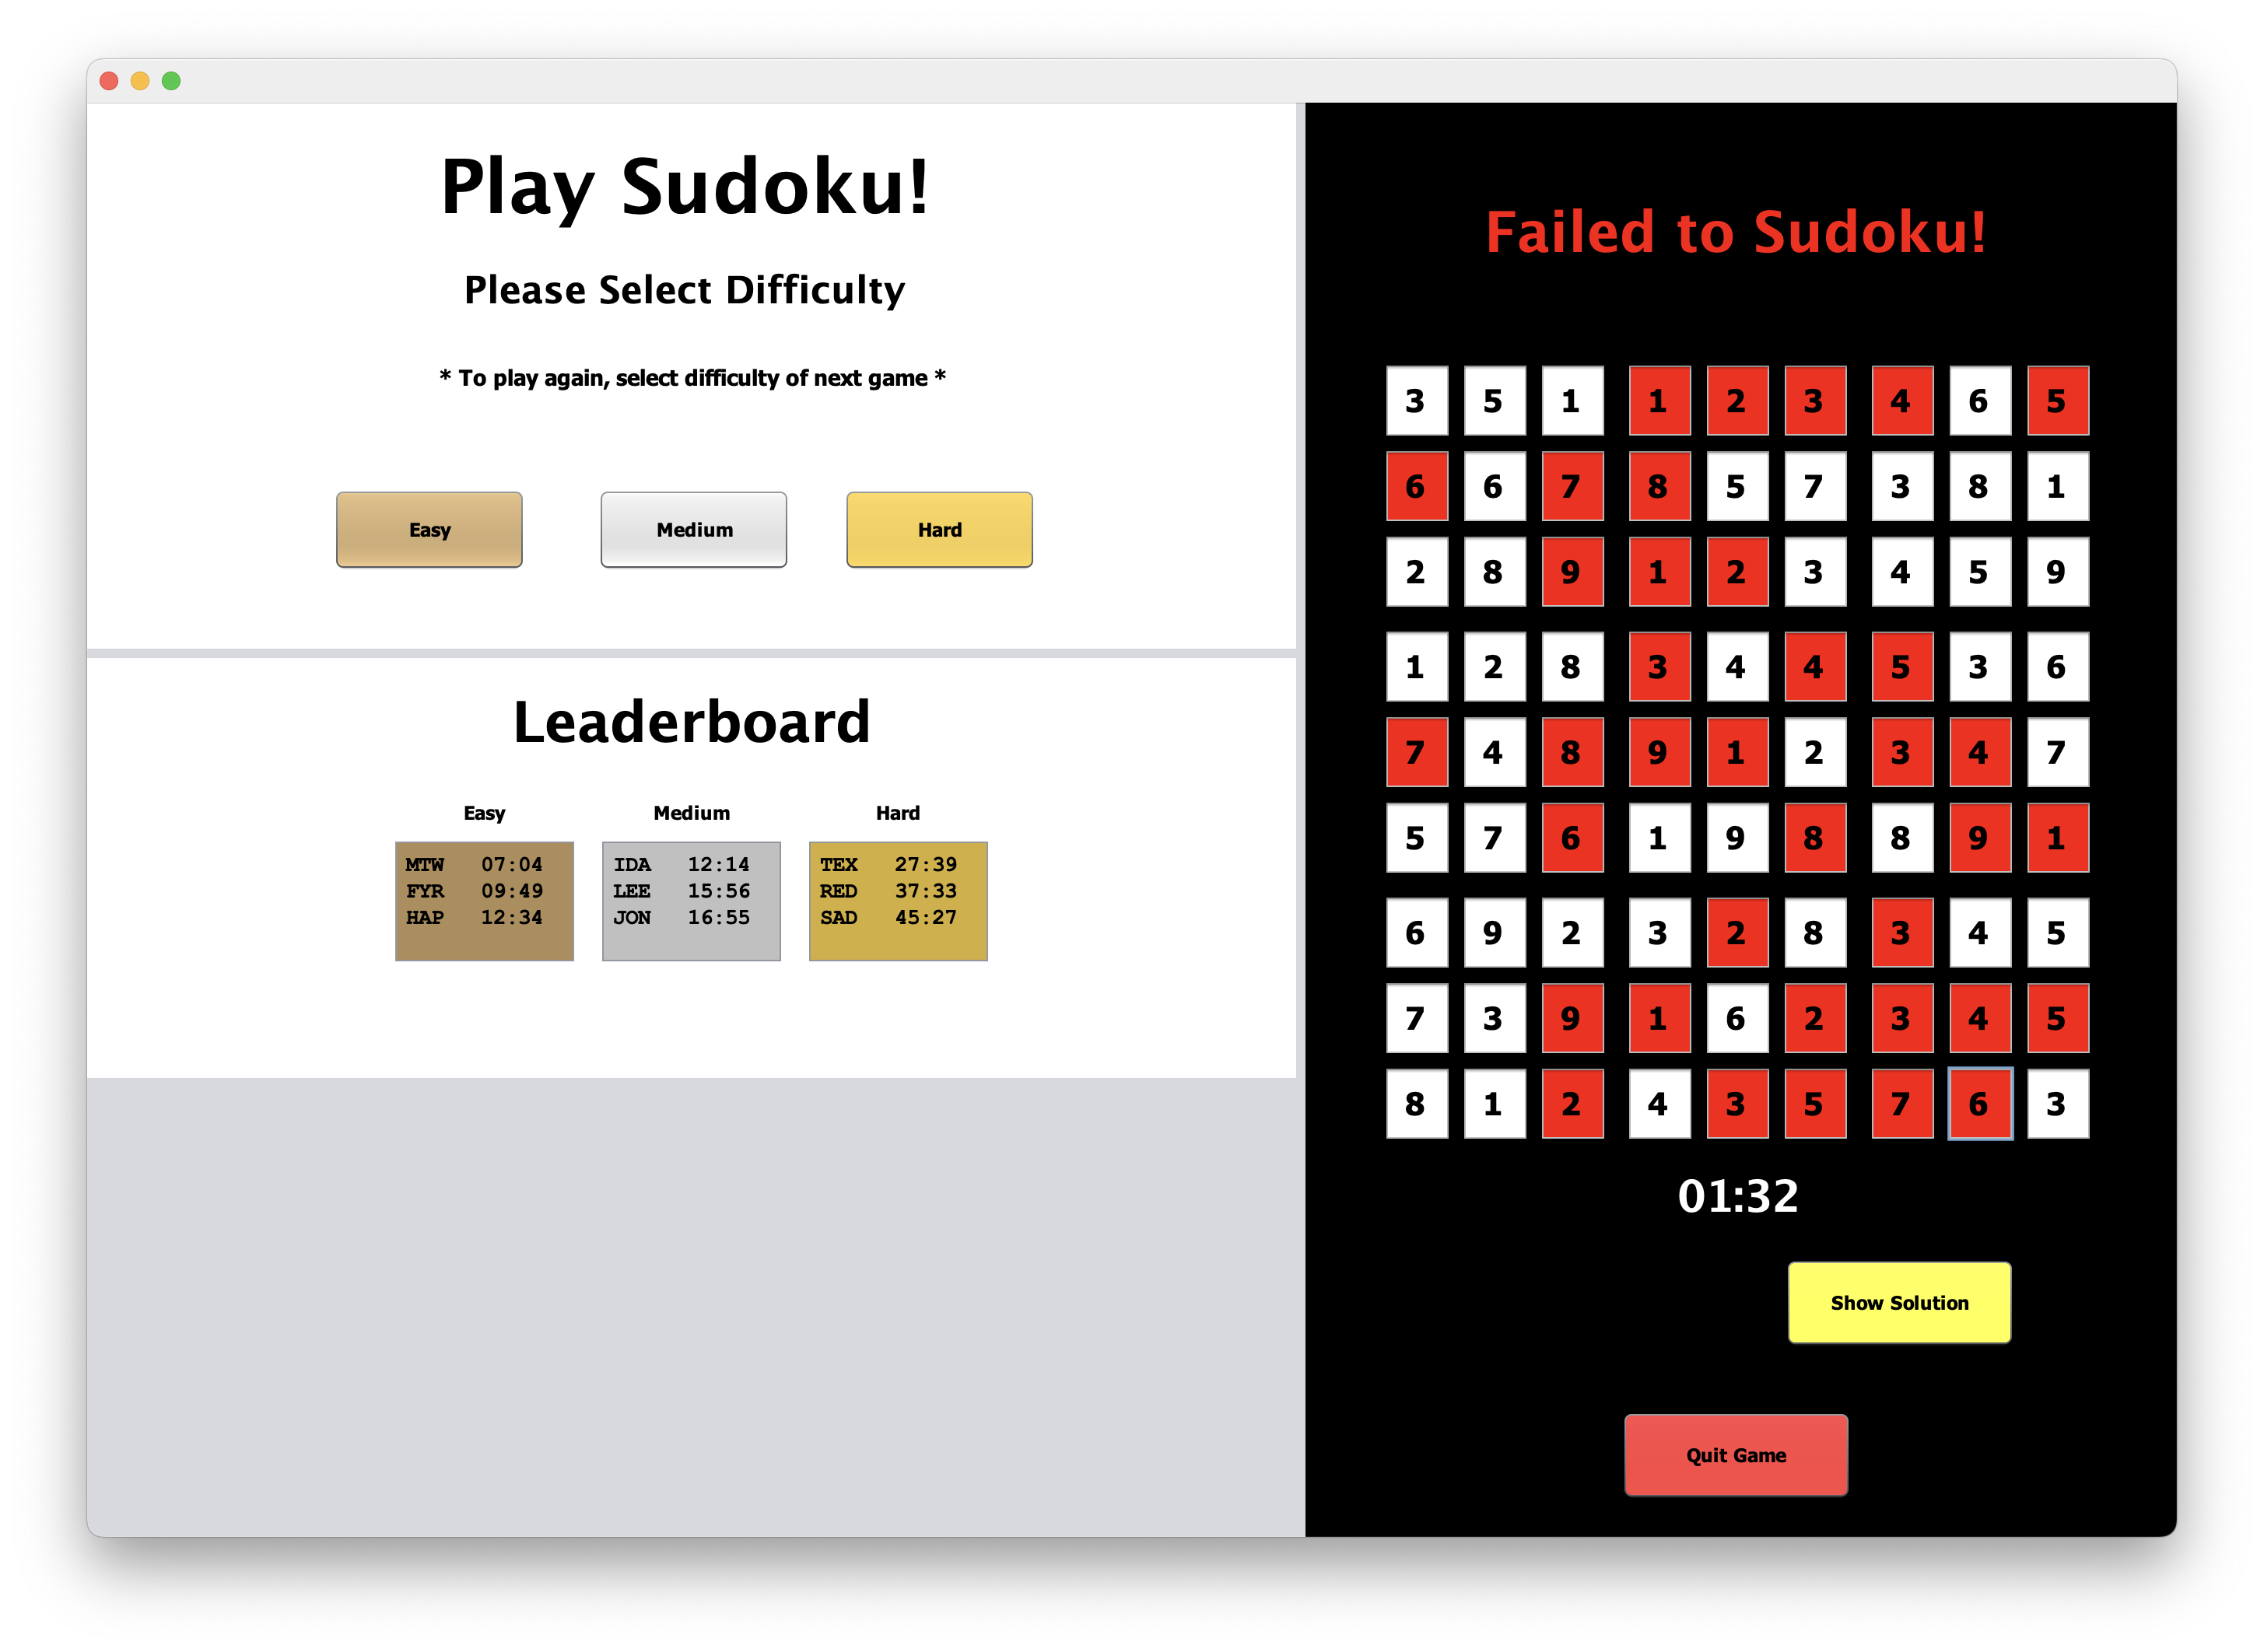 Play Sudoku!
Please Select Difficulty
* To play again, select difficulty of next game *
Easy Medium Hard
Leaderboard
Easy Medium Hard
MTW 07:04
FYR 09:49
HAP 12:34
IDA 12:14
LEE 15:56
JON 16:55
TEX 27:39
RED 37:33
SAD 45:27
Failed to Sudoku!
3 5 1 1 2 3 4 6 5
6 6 7 8 5 7 3 8 1
2 8 9 1 2 3 4 5 9
1 2 8 3 4 4 5 3 6
7 4 8 9 1 2 3 4 7
5 7 6 1 9 8 8 9 1
6 9 2 3 2 8 3 4 5
7 3 9 1 6 2 3 4 5
8 1 2 4 3 5 7 6 3
01:32
Show Solution
Quit Game